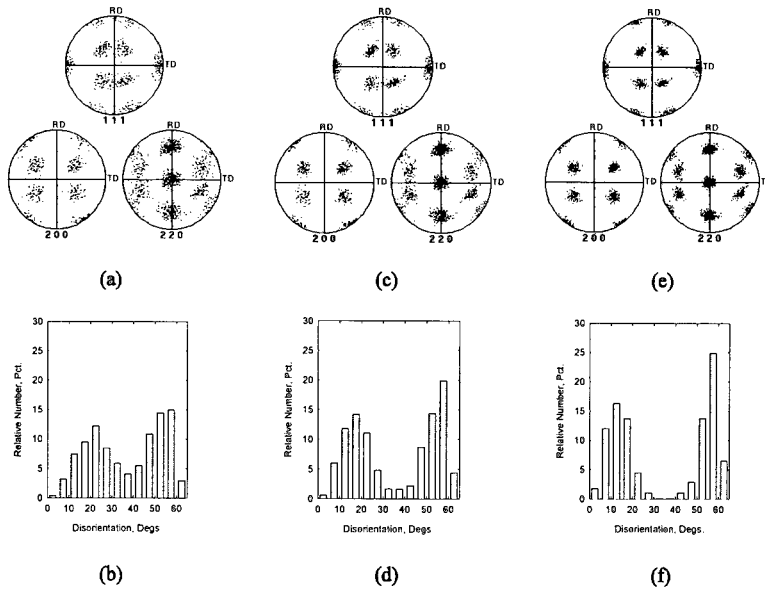 RD
TD
111
RD
TD
200
RD
TD
220
(a)
RD
TD
111
RD
TD
200
RD
TD
220
(c)
RD
TD
111
RD
TD
200
RD
T
220
(e)
30
25
20
15
10
5
0
Relative Number, Pct.
0 10 20 30 40 50 60
Disorientation, Degs
(b)
30
25
20
15
10
5
0
Relative Number, Pct.
0 10 20 30 40 50 60
Disorientation, Degs
(d)
30
25
20
15
10
5
0
Relative Number, Pct.
0 10 20 30 40 50 60
Disorientation, Degs.
(f)